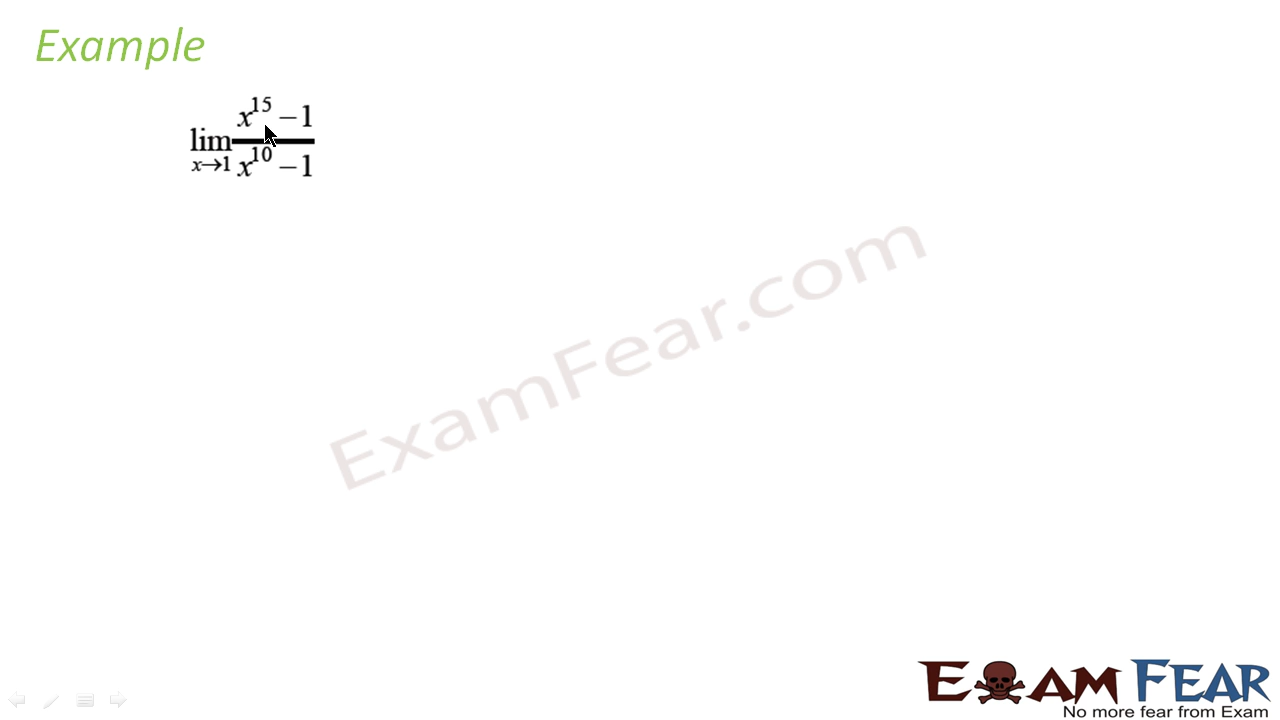 Example
lim x→1 x^15 − 1 / x^10 − 1
ExamFear.com
EXAM FEAR
No more fear from Exam